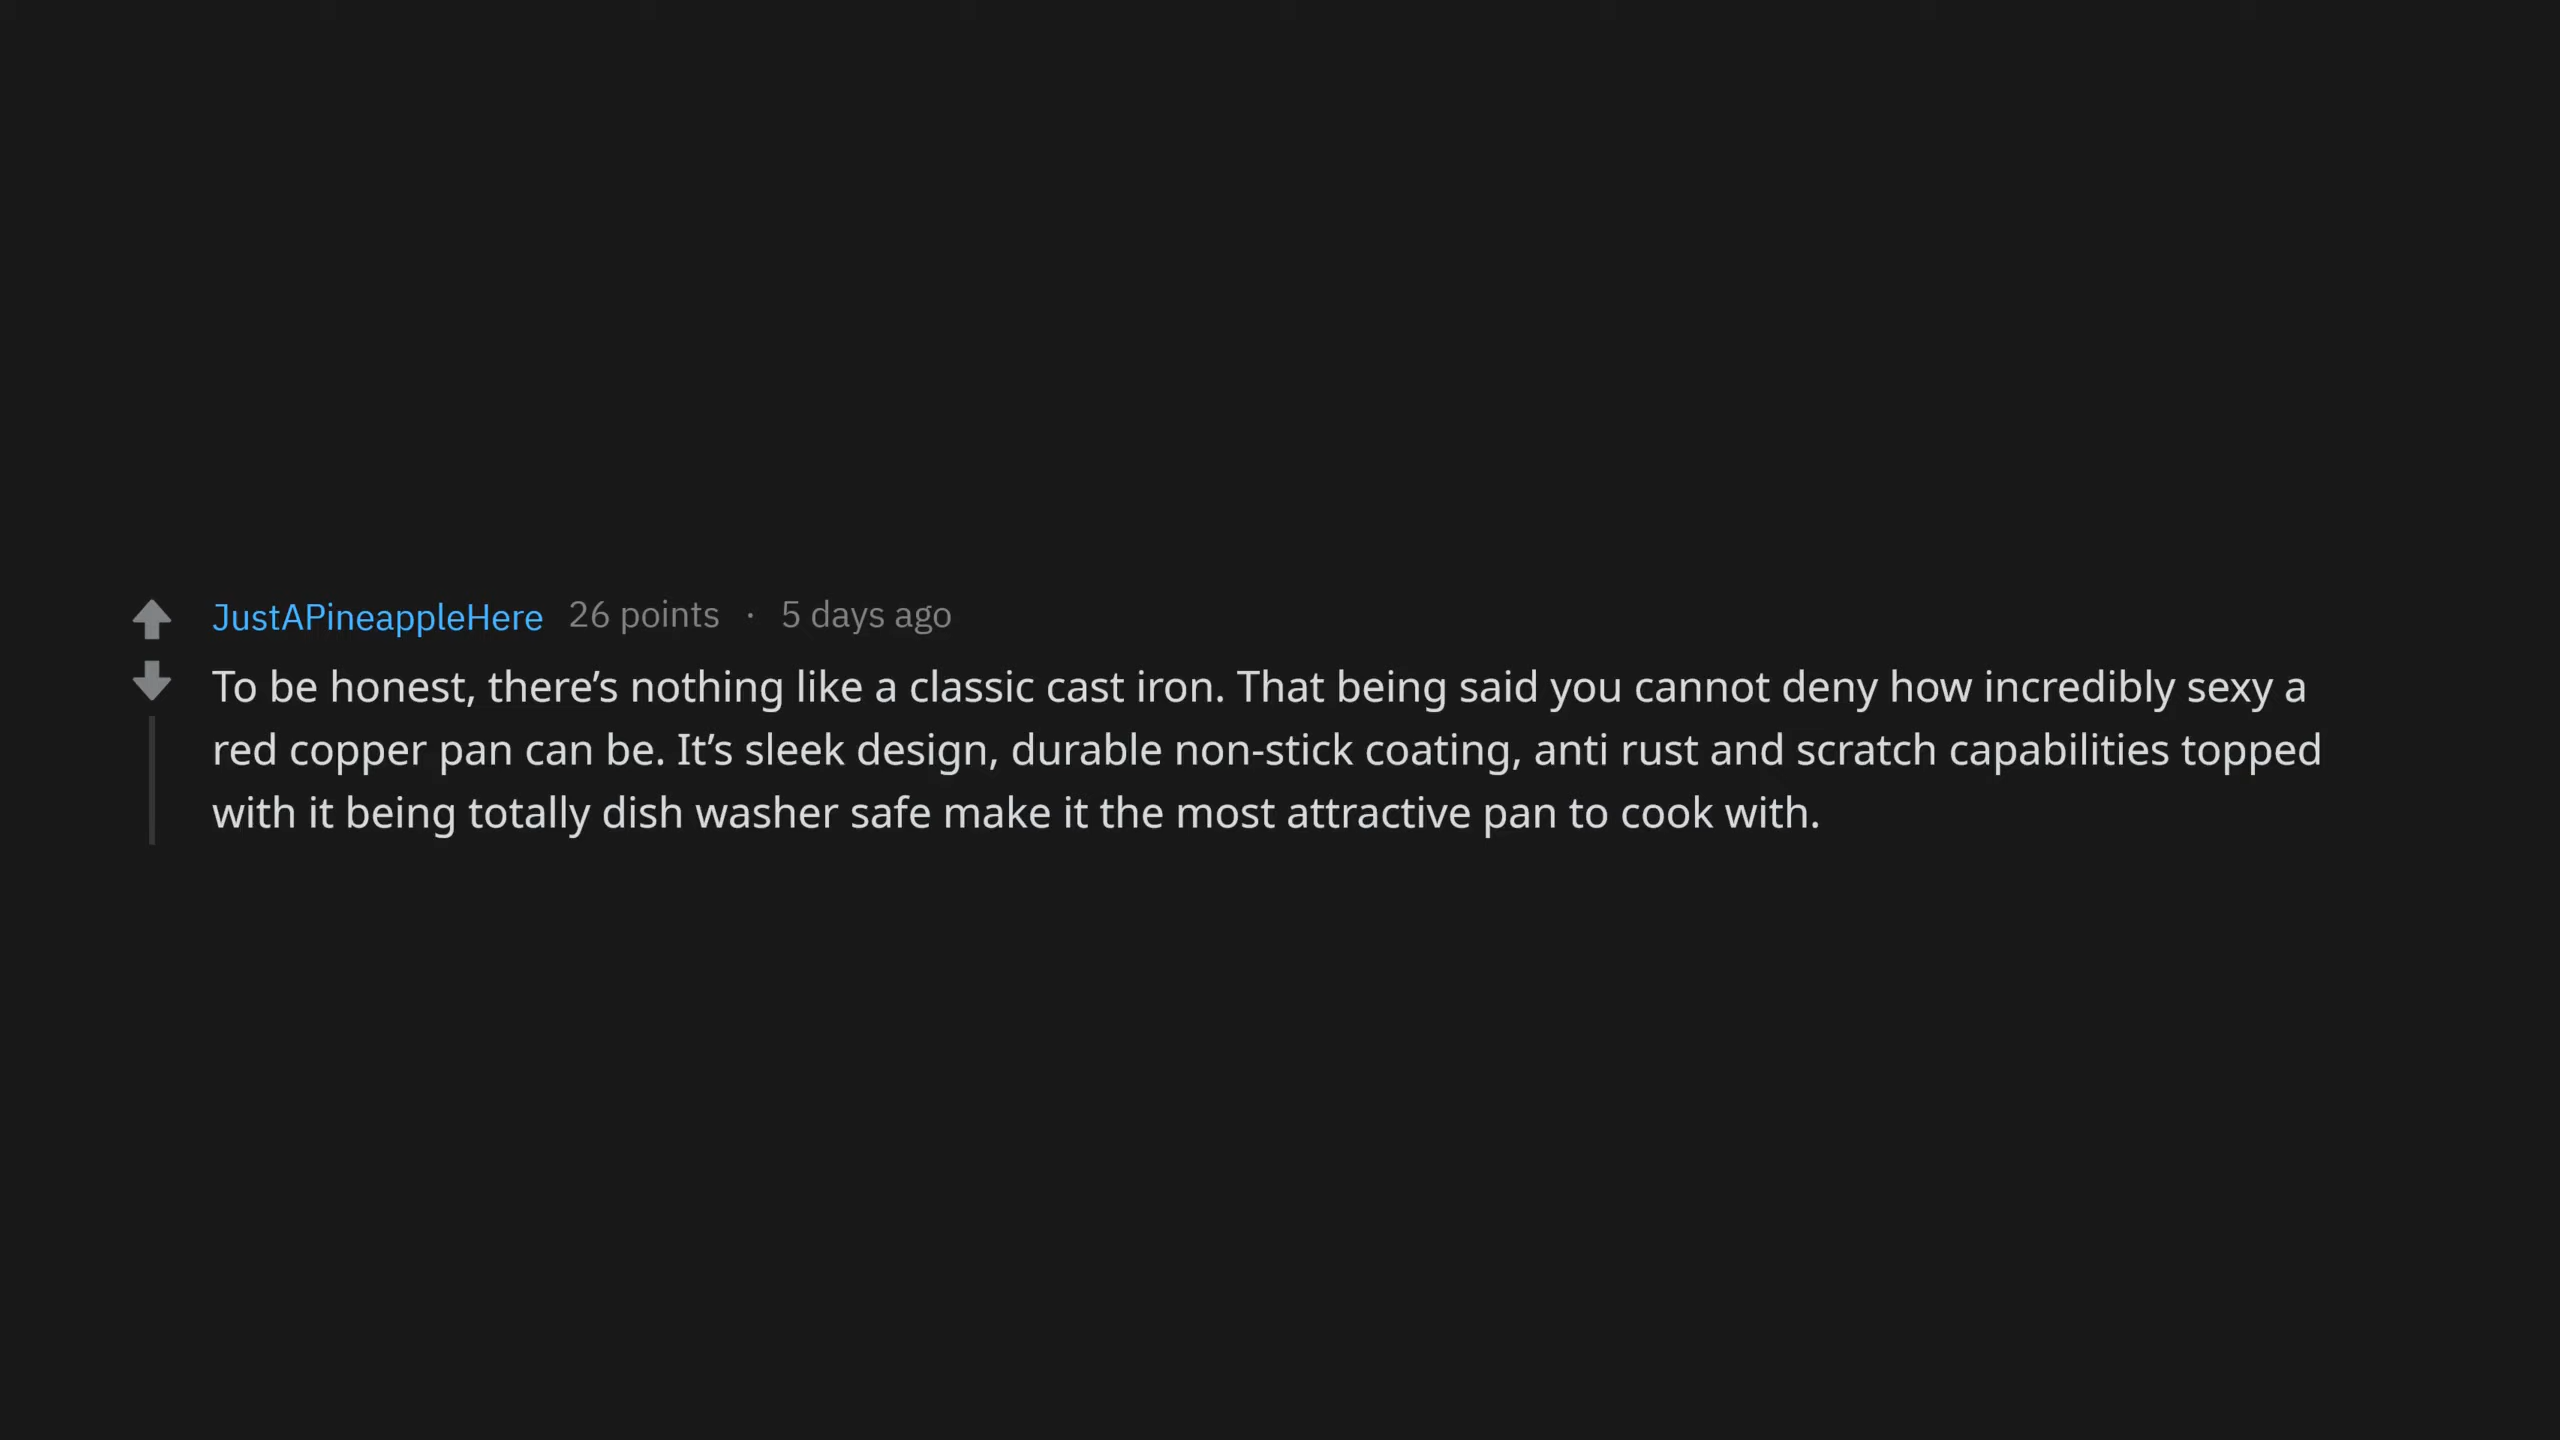 JustAPineappleHere 26 points · 5 days ago
To be honest, there’s nothing like a classic cast iron. That being said you cannot deny how incredibly sexy a
red copper pan can be. It’s sleek design, durable non-stick coating, anti rust and scratch capabilities topped
with it being totally dish washer safe make it the most attractive pan to cook with.